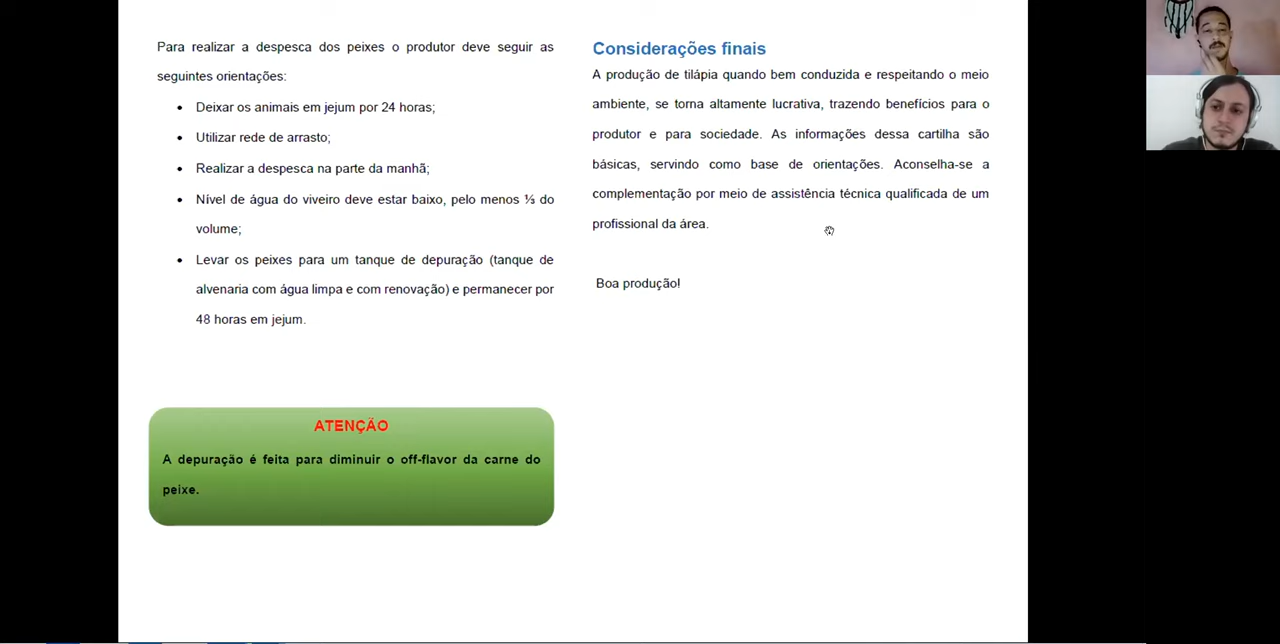 Para realizar a despesca dos peixes o produtor deve seguir as
seguintes orientações:
• Deixar os animais em jejum por 24 horas;
• Utilizar rede de arrasto;
• Realizar a despesca na parte da manhã;
• Nível de água do viveiro deve estar baixo, pelo menos ⅓ do
volume;
• Levar os peixes para um tanque de depuração (tanque de
alvenaria com água limpa e com renovação) e permanecer por
48 horas em jejum.
ATENÇÃO
A depuração é feita para diminuir o off-flavor da carne do
peixe.
Considerações finais
A produção de tilápia quando bem conduzida e respeitando o meio
ambiente, se torna altamente lucrativa, trazendo benefícios para o
produtor e para sociedade. As informações dessa cartilha são
básicas, servindo como base de orientações. Aconselha-se a
complementação por meio de assistência técnica qualificada de um
profissional da área.
Boa produção!